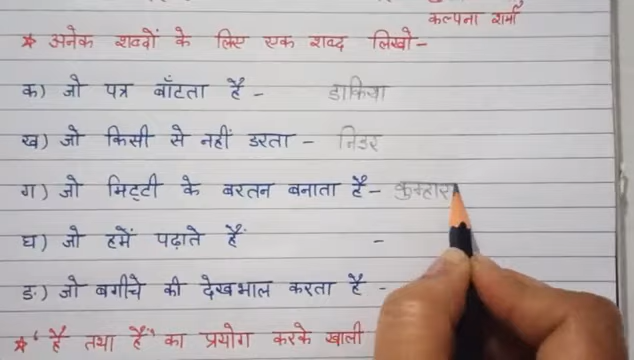 कल्पना शर्मा
* अनेक शब्दों के लिए एक शब्द लिखो-
क) जो पत्र बाँटता है - डाकिया
ख) जो किसी से नहीं डरता - निडर
ग) जो मिट्टी के बरतन बनाता है- कुम्हार
घ) जो हमें पढ़ाते हैं -
ङ) जो बगीचे की देखभाल करता है -
* ' है तथा हैं' का प्रयोग करके खाली